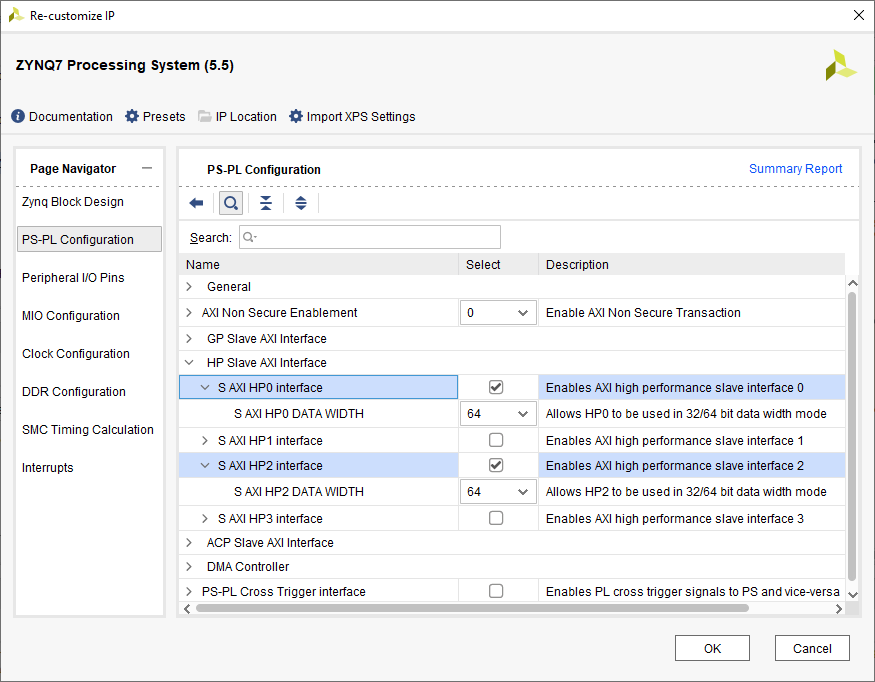 Re-customize IP
ZYNQ7 Processing System (5.5)
Documentation Presets IP Location Import XPS Settings
Page Navigator
Zynq Block Design
PS-PL Configuration
Peripheral I/O Pins
MIO Configuration
Clock Configuration
DDR Configuration
SMC Timing Calculation
Interrupts
PS-PL Configuration Summary Report
Search:
Name Select Description
General
AXI Non Secure Enablement 0 Enable AXI Non Secure Transaction
GP Slave AXI Interface
HP Slave AXI Interface
S AXI HP0 interface Enables AXI high performance slave interface 0
S AXI HP0 DATA WIDTH 64 Allows HP0 to be used in 32/64 bit data width mode
S AXI HP1 interface Enables AXI high performance slave interface 1
S AXI HP2 interface Enables AXI high performance slave interface 2
S AXI HP2 DATA WIDTH 64 Allows HP2 to be used in 32/64 bit data width mode
S AXI HP3 interface Enables AXI high performance slave interface 3
ACP Slave AXI Interface
DMA Controller
PS-PL Cross Trigger interface Enables PL cross trigger signals to PS and vice-versa
OK Cancel